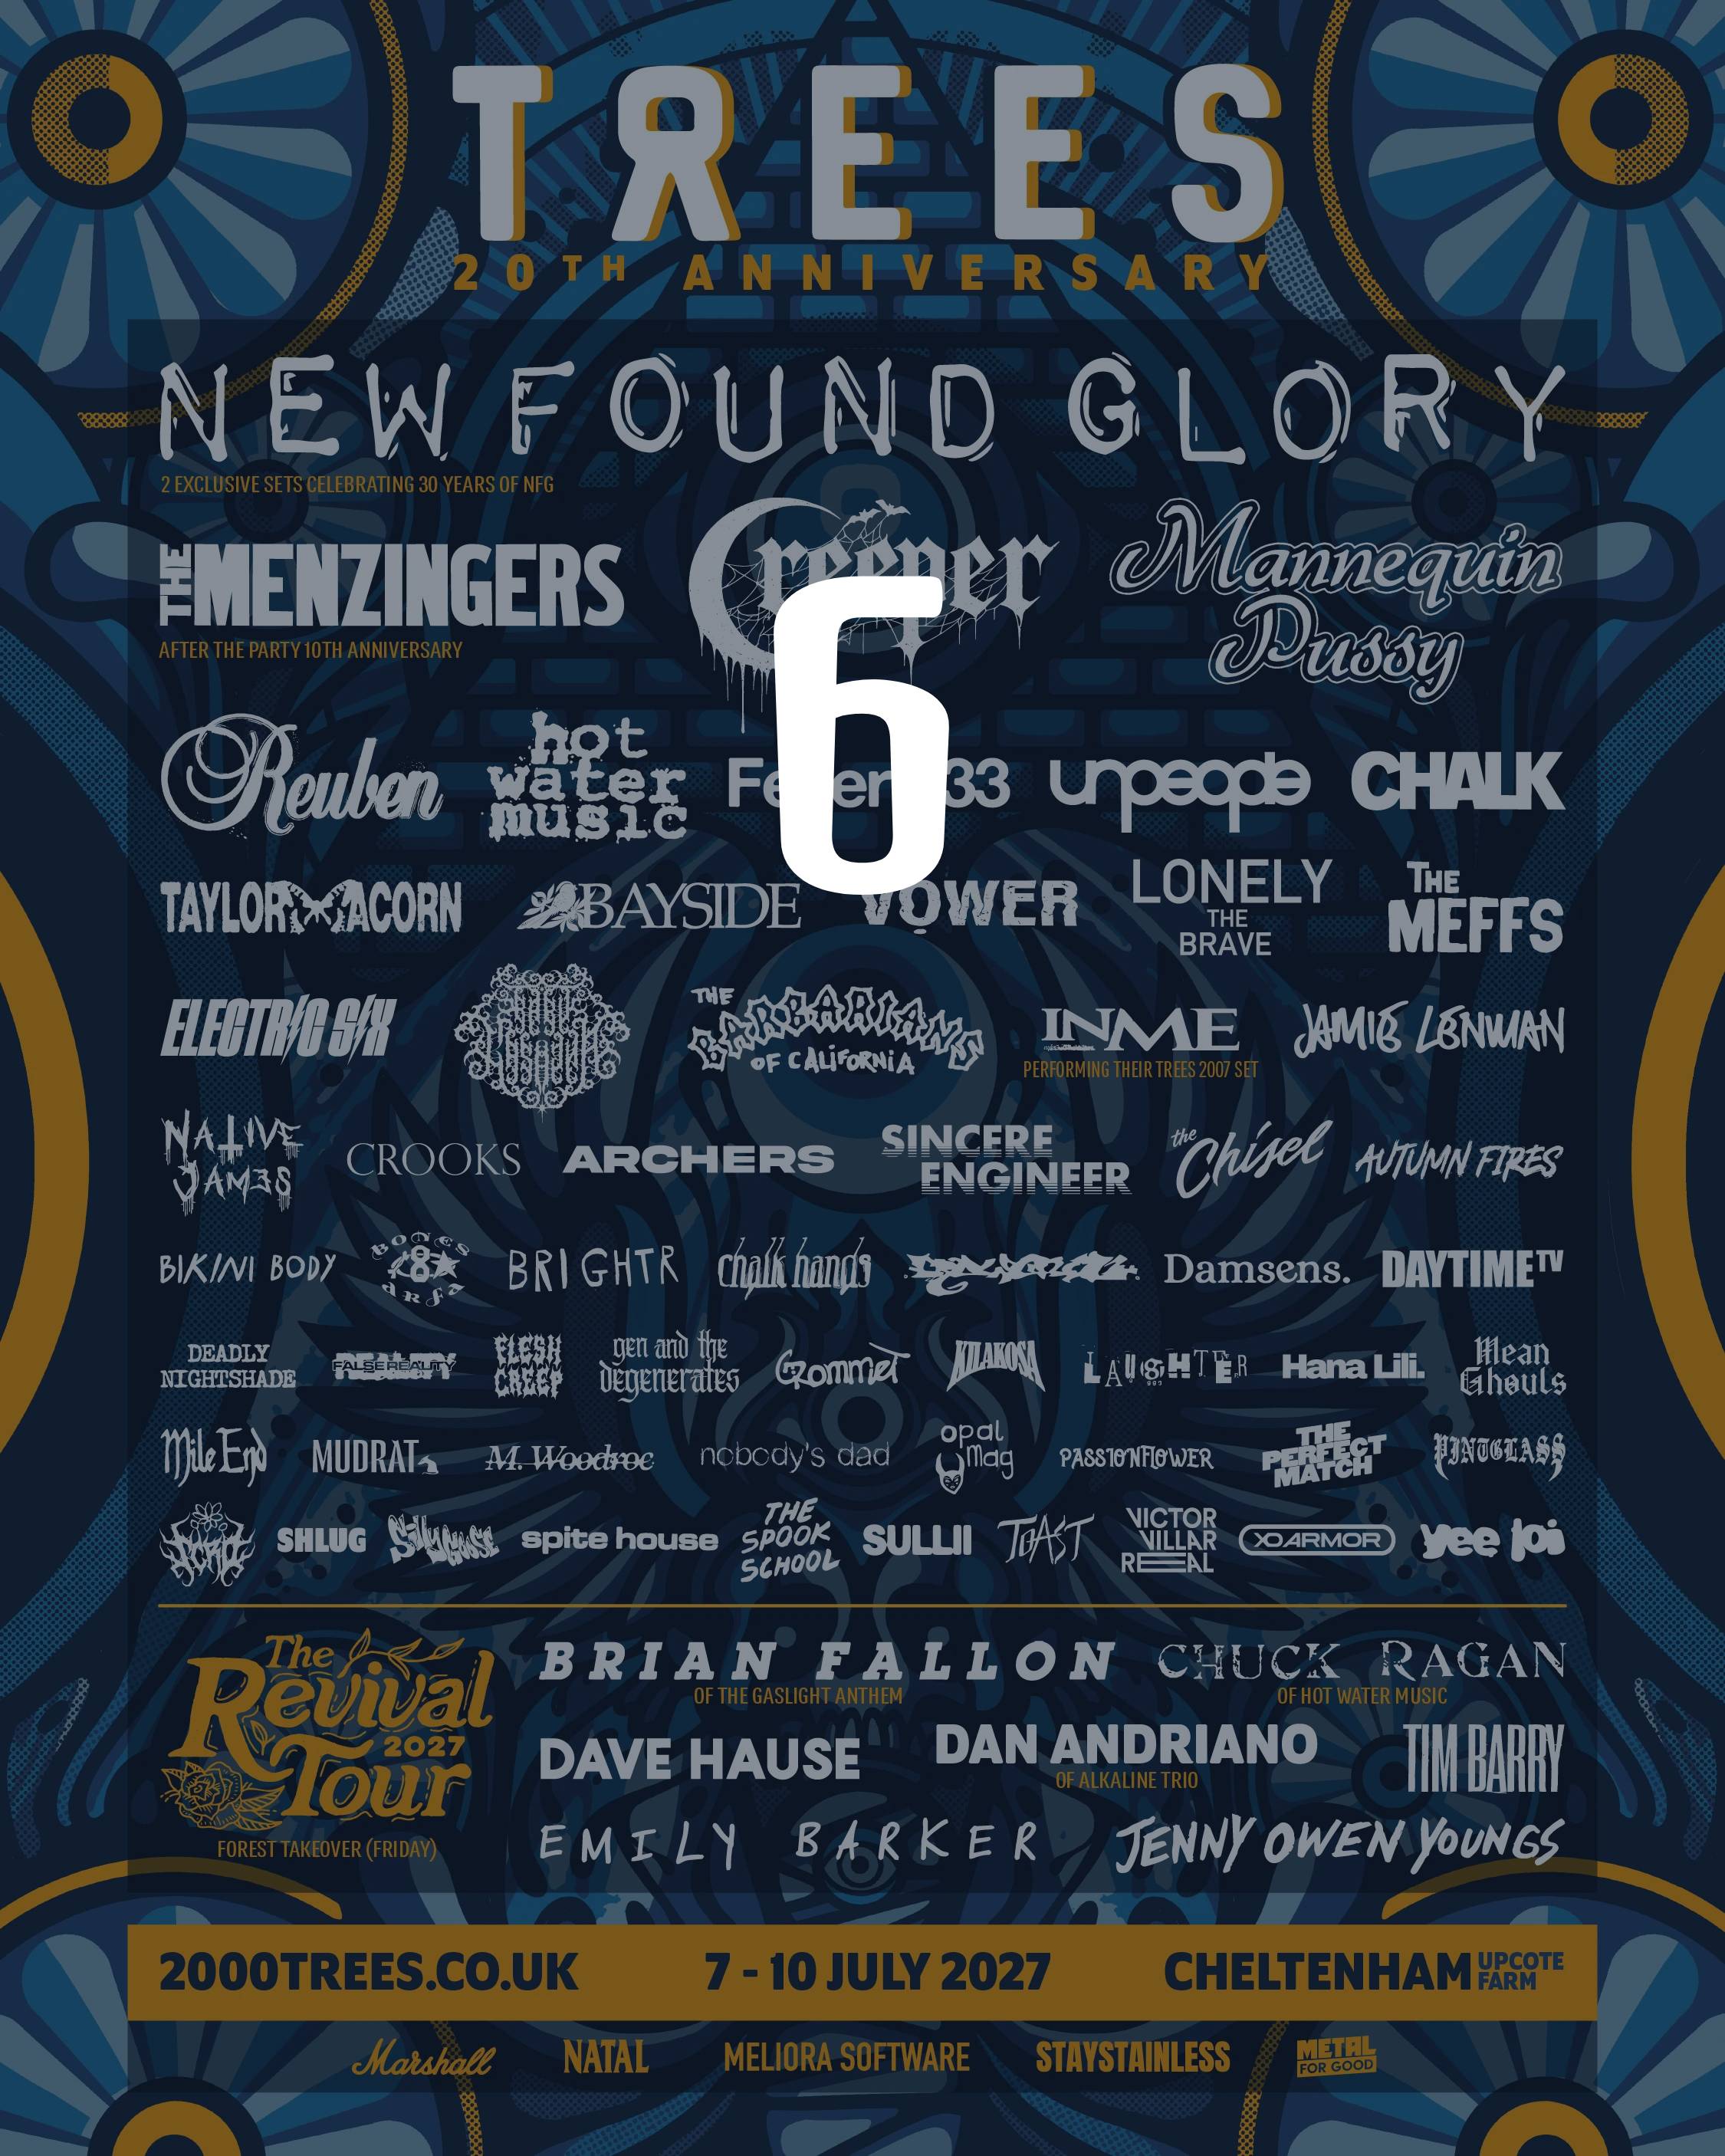 TREES
20TH ANNIVERSARY
NEW FOUND GLORY
2 EXCLUSIVE SETS CELEBRATING 30 YEARS OF NFG
THE MENZINGERS Creeper Mannequin Pussy
AFTER THE PARTY 10TH ANNIVERSARY
6
Reuben hot water music Fe er 33 unpeople CHALK
TAYLOR ACORN BAYSIDE VOWER LONELY THE BRAVE THE MEFFS
ELECTRIC SIX THE BARBARIANS OF CALIFORNIA INME JAMIE LENMAN
PERFORMING THEIR TREES 2007 SET
NATIVE JAMES CROOKS ARCHERS SINCERE ENGINEER the Chisel AUTUMN FIRES
BIKINI BODY BRIGHTR chalk hands Damsens. DAYTIME TV
DEADLY NIGHTSHADE FALSE REALITY FLESH CREEP gen and the degenerates Grommet KILAKOSA LAUGHTER Hana Lili. Mean Ghouls
Mile End MUDRAT M. Woodroc nobody's dad opal mag PASSIONFLOWER THE PERFECT MATCH PINTGLASS
SHLUG SillyGoose spite house THE SPOOK SCHOOL SULLII TOAST VICTOR VILLAR REAL XO ARMOR yee loi
The Revival Tour 2027
FOREST TAKEOVER (FRIDAY)
BRIAN FALLON CHUCK RAGAN
OF THE GASLIGHT ANTHEM OF HOT WATER MUSIC
DAVE HAUSE DAN ANDRIANO TIM BARRY
OF ALKALINE TRIO
EMILY BARKER JENNY OWEN YOUNGS
2000TREES.CO.UK 7 - 10 JULY 2027 CHELTENHAM UPCOTE FARM
Marshall NATAL MELIORA SOFTWARE STAYSTAINLESS METAL FOR GOOD